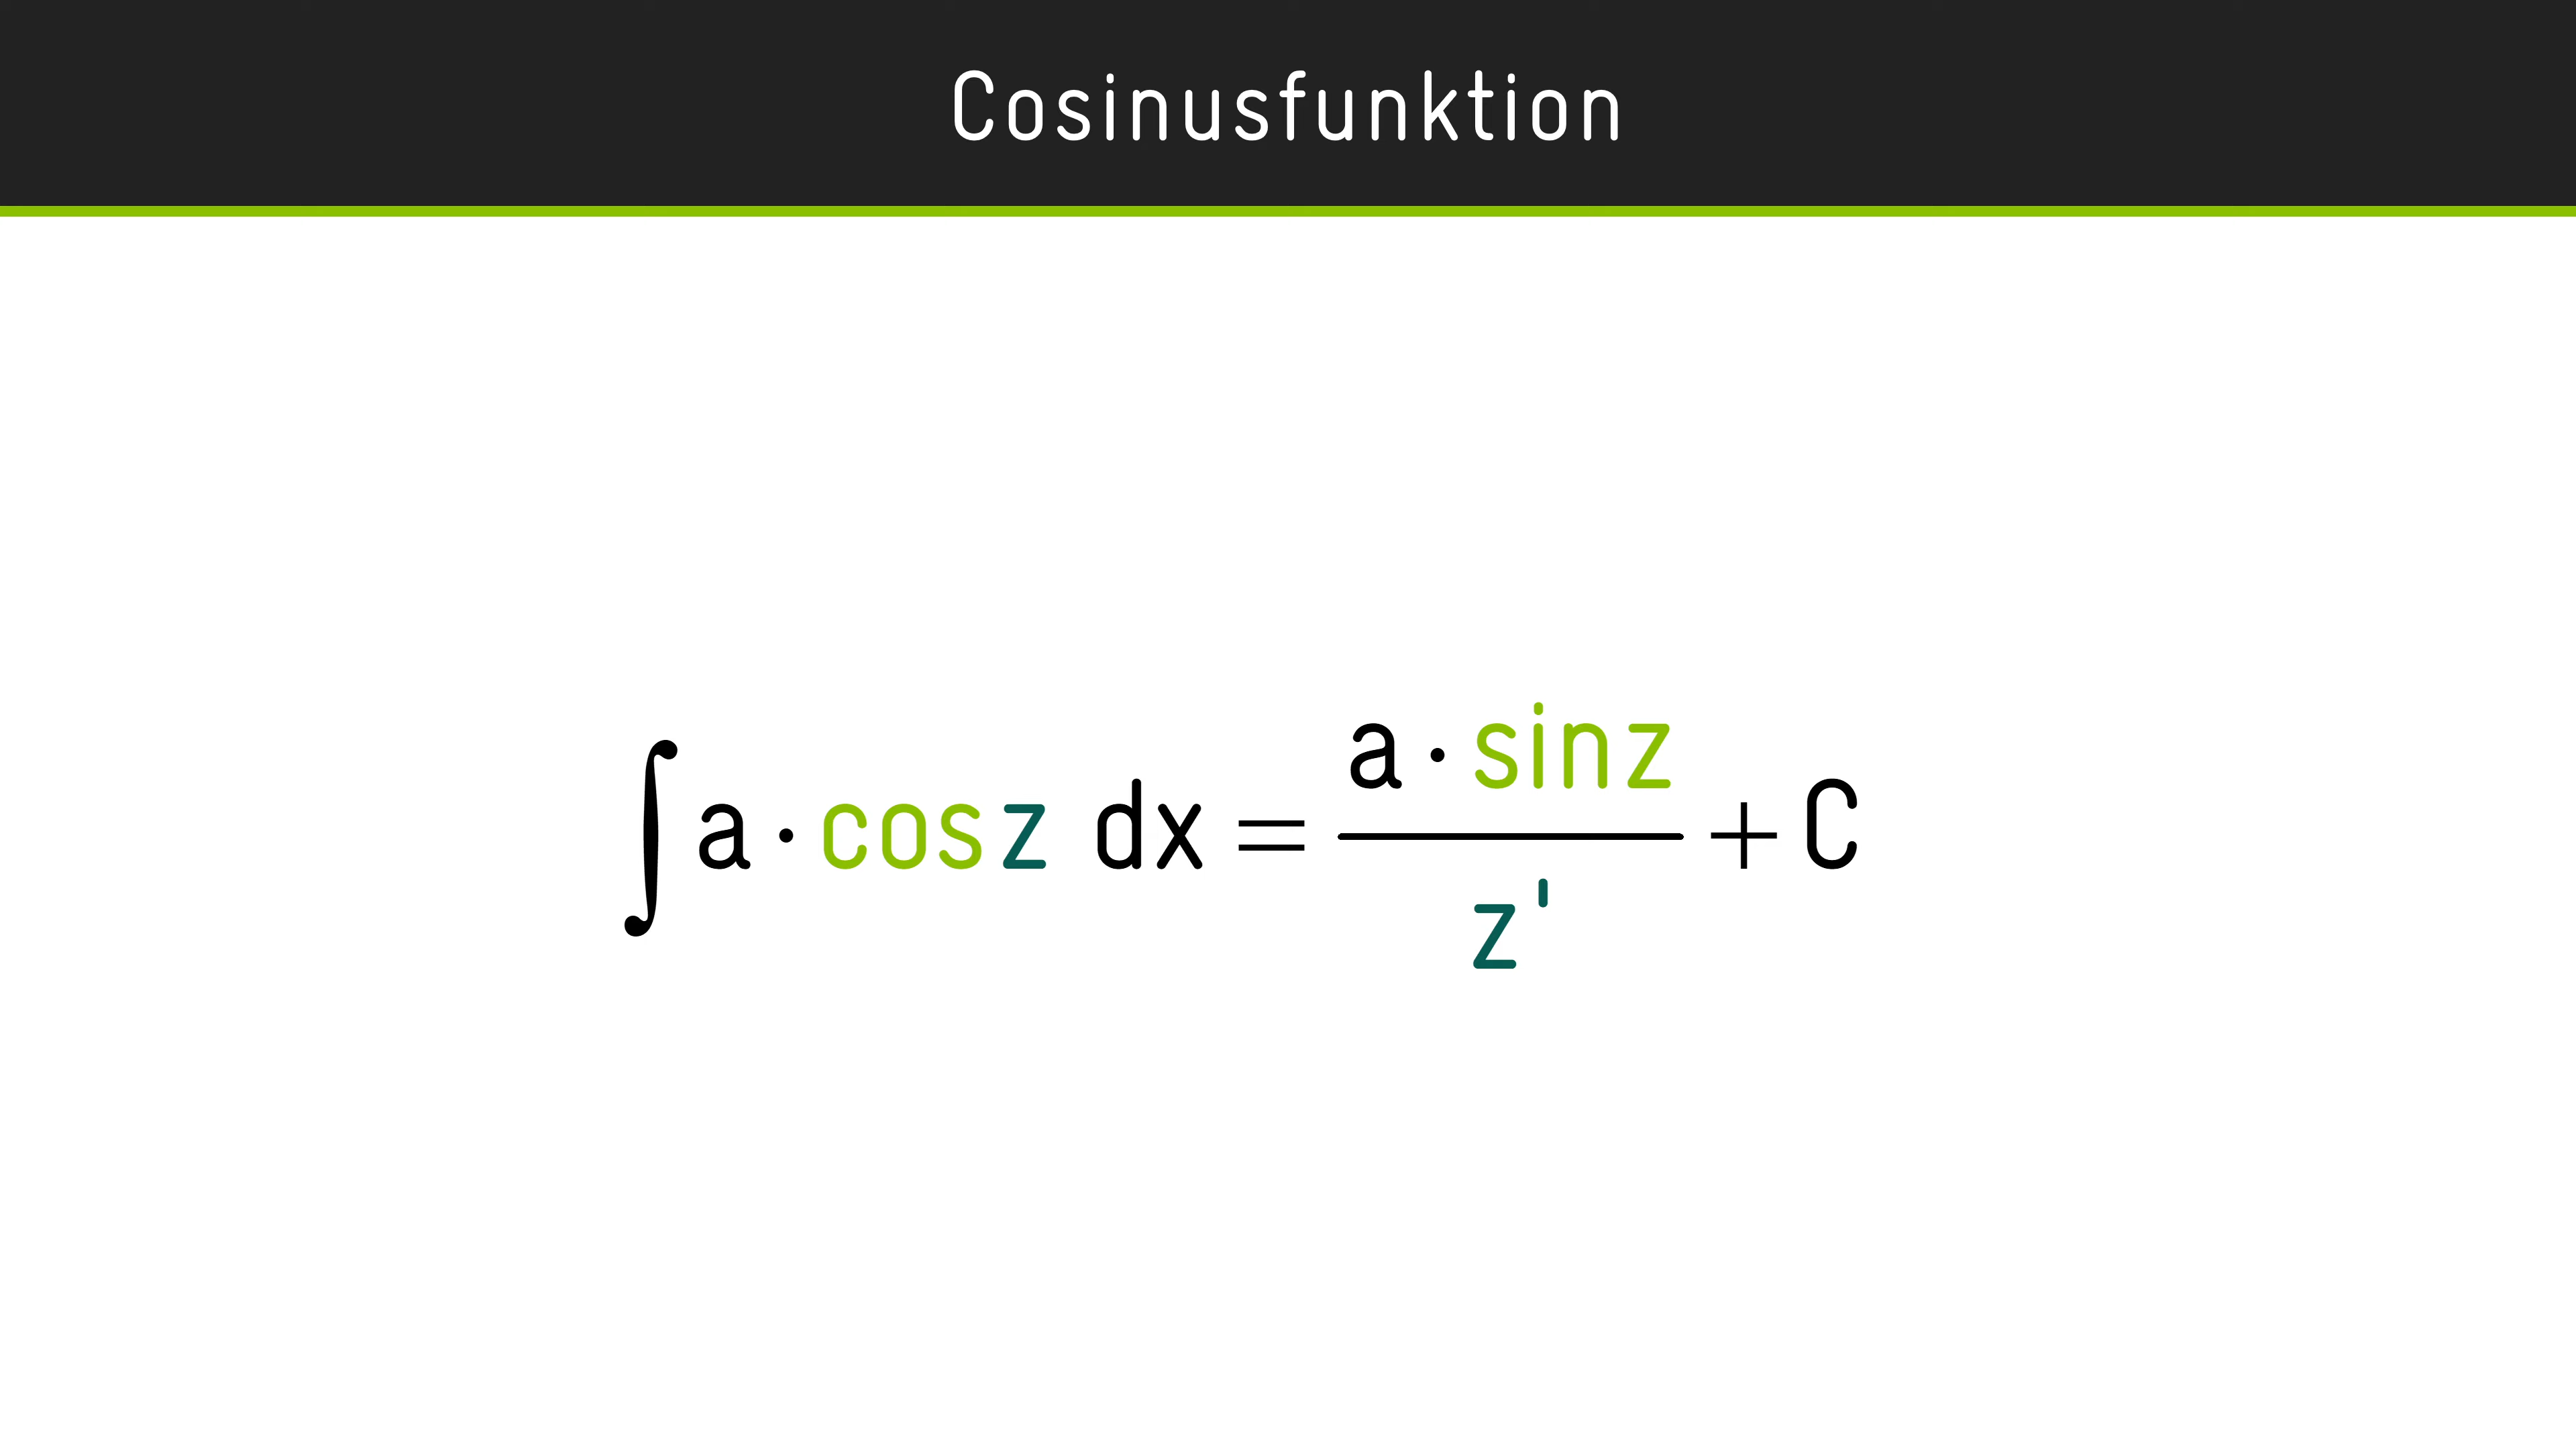 Cosinusfunktion
∫ a · cos z dx = (a · sin z) / z' + C